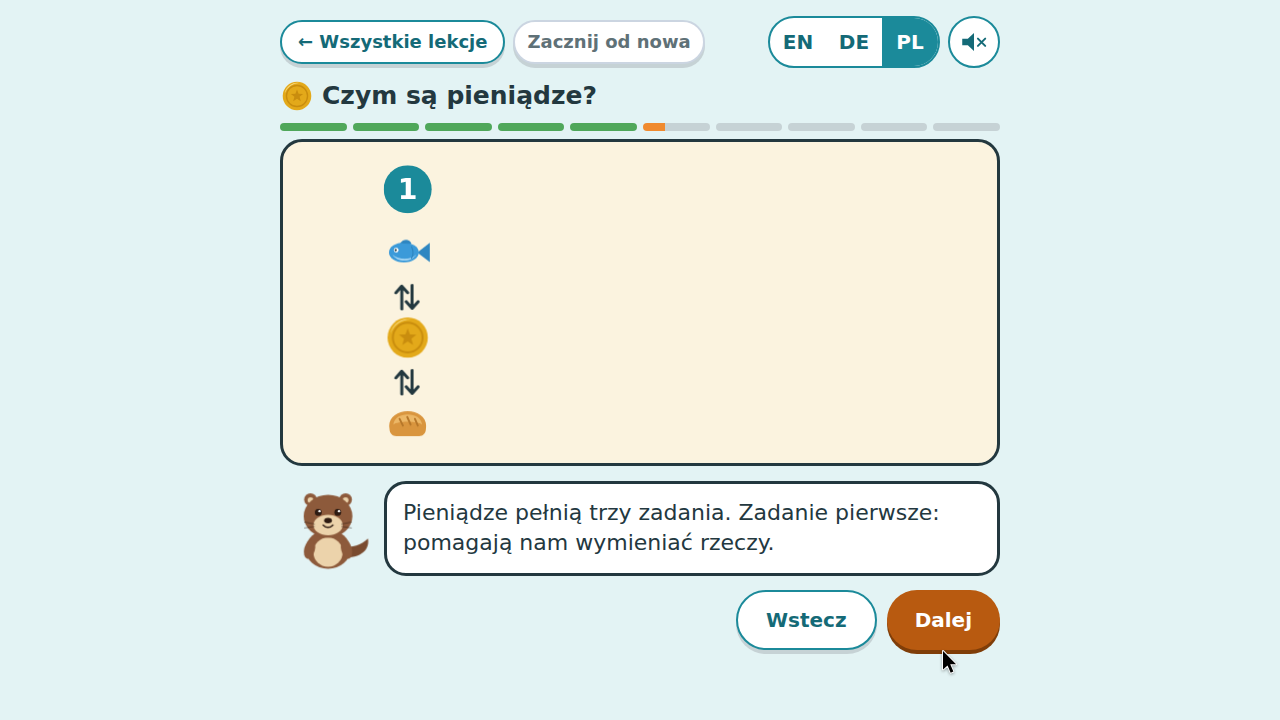 ← Wszystkie lekcje
Zacznij od nowa
EN DE PL
Czym są pieniądze?
1
Pieniądze pełnią trzy zadania. Zadanie pierwsze:
pomagają nam wymieniać rzeczy.
Wstecz
Dalej